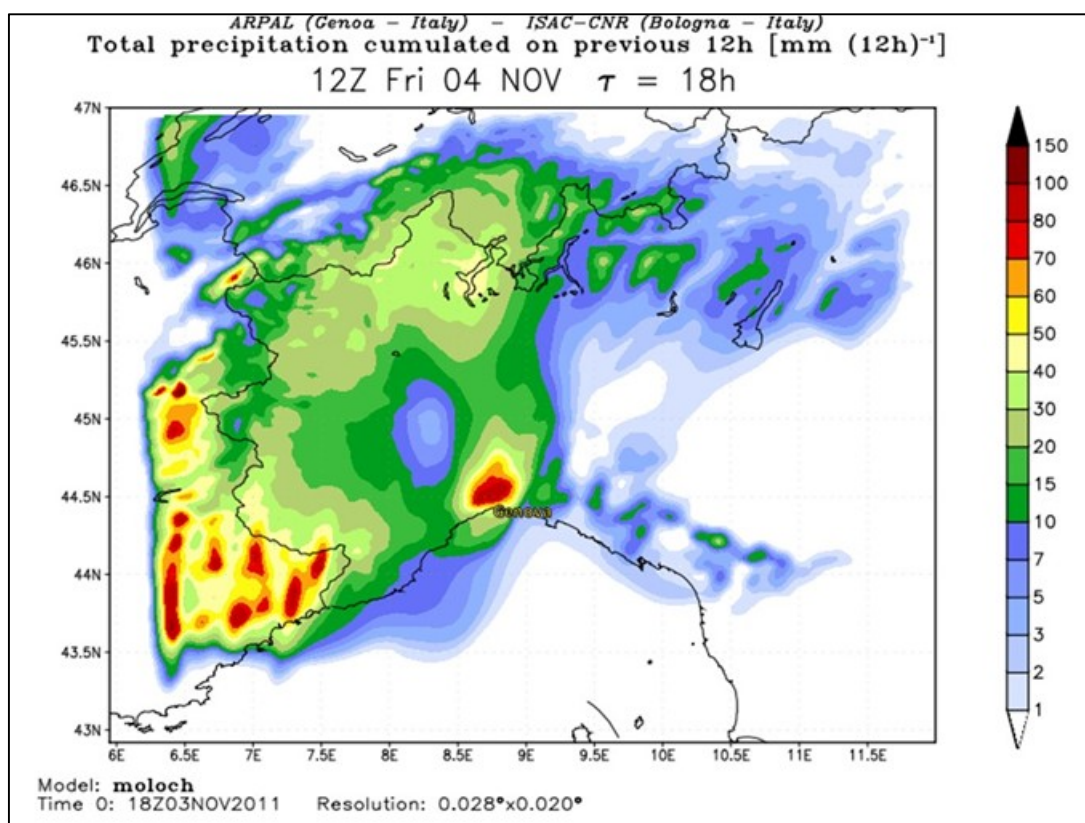 ARPAL (Genoa - Italy) - ISAC-CNR (Bologna - Italy)
Total precipitation cumulated on previous 12h [mm (12h)⁻¹]
12Z Fri 04 NOV τ = 18h
47N
46.5N
46N
45.5N
45N
44.5N
44N
43.5N
43N
Genova
6E 6.5E 7E 7.5E 8E 8.5E 9E 9.5E 10E 10.5E 11E 11.5E
150
100
80
70
60
50
40
30
20
15
10
7
5
3
2
1
Model: moloch
Time 0: 18Z03NOV2011 Resolution: 0.028°x0.020°